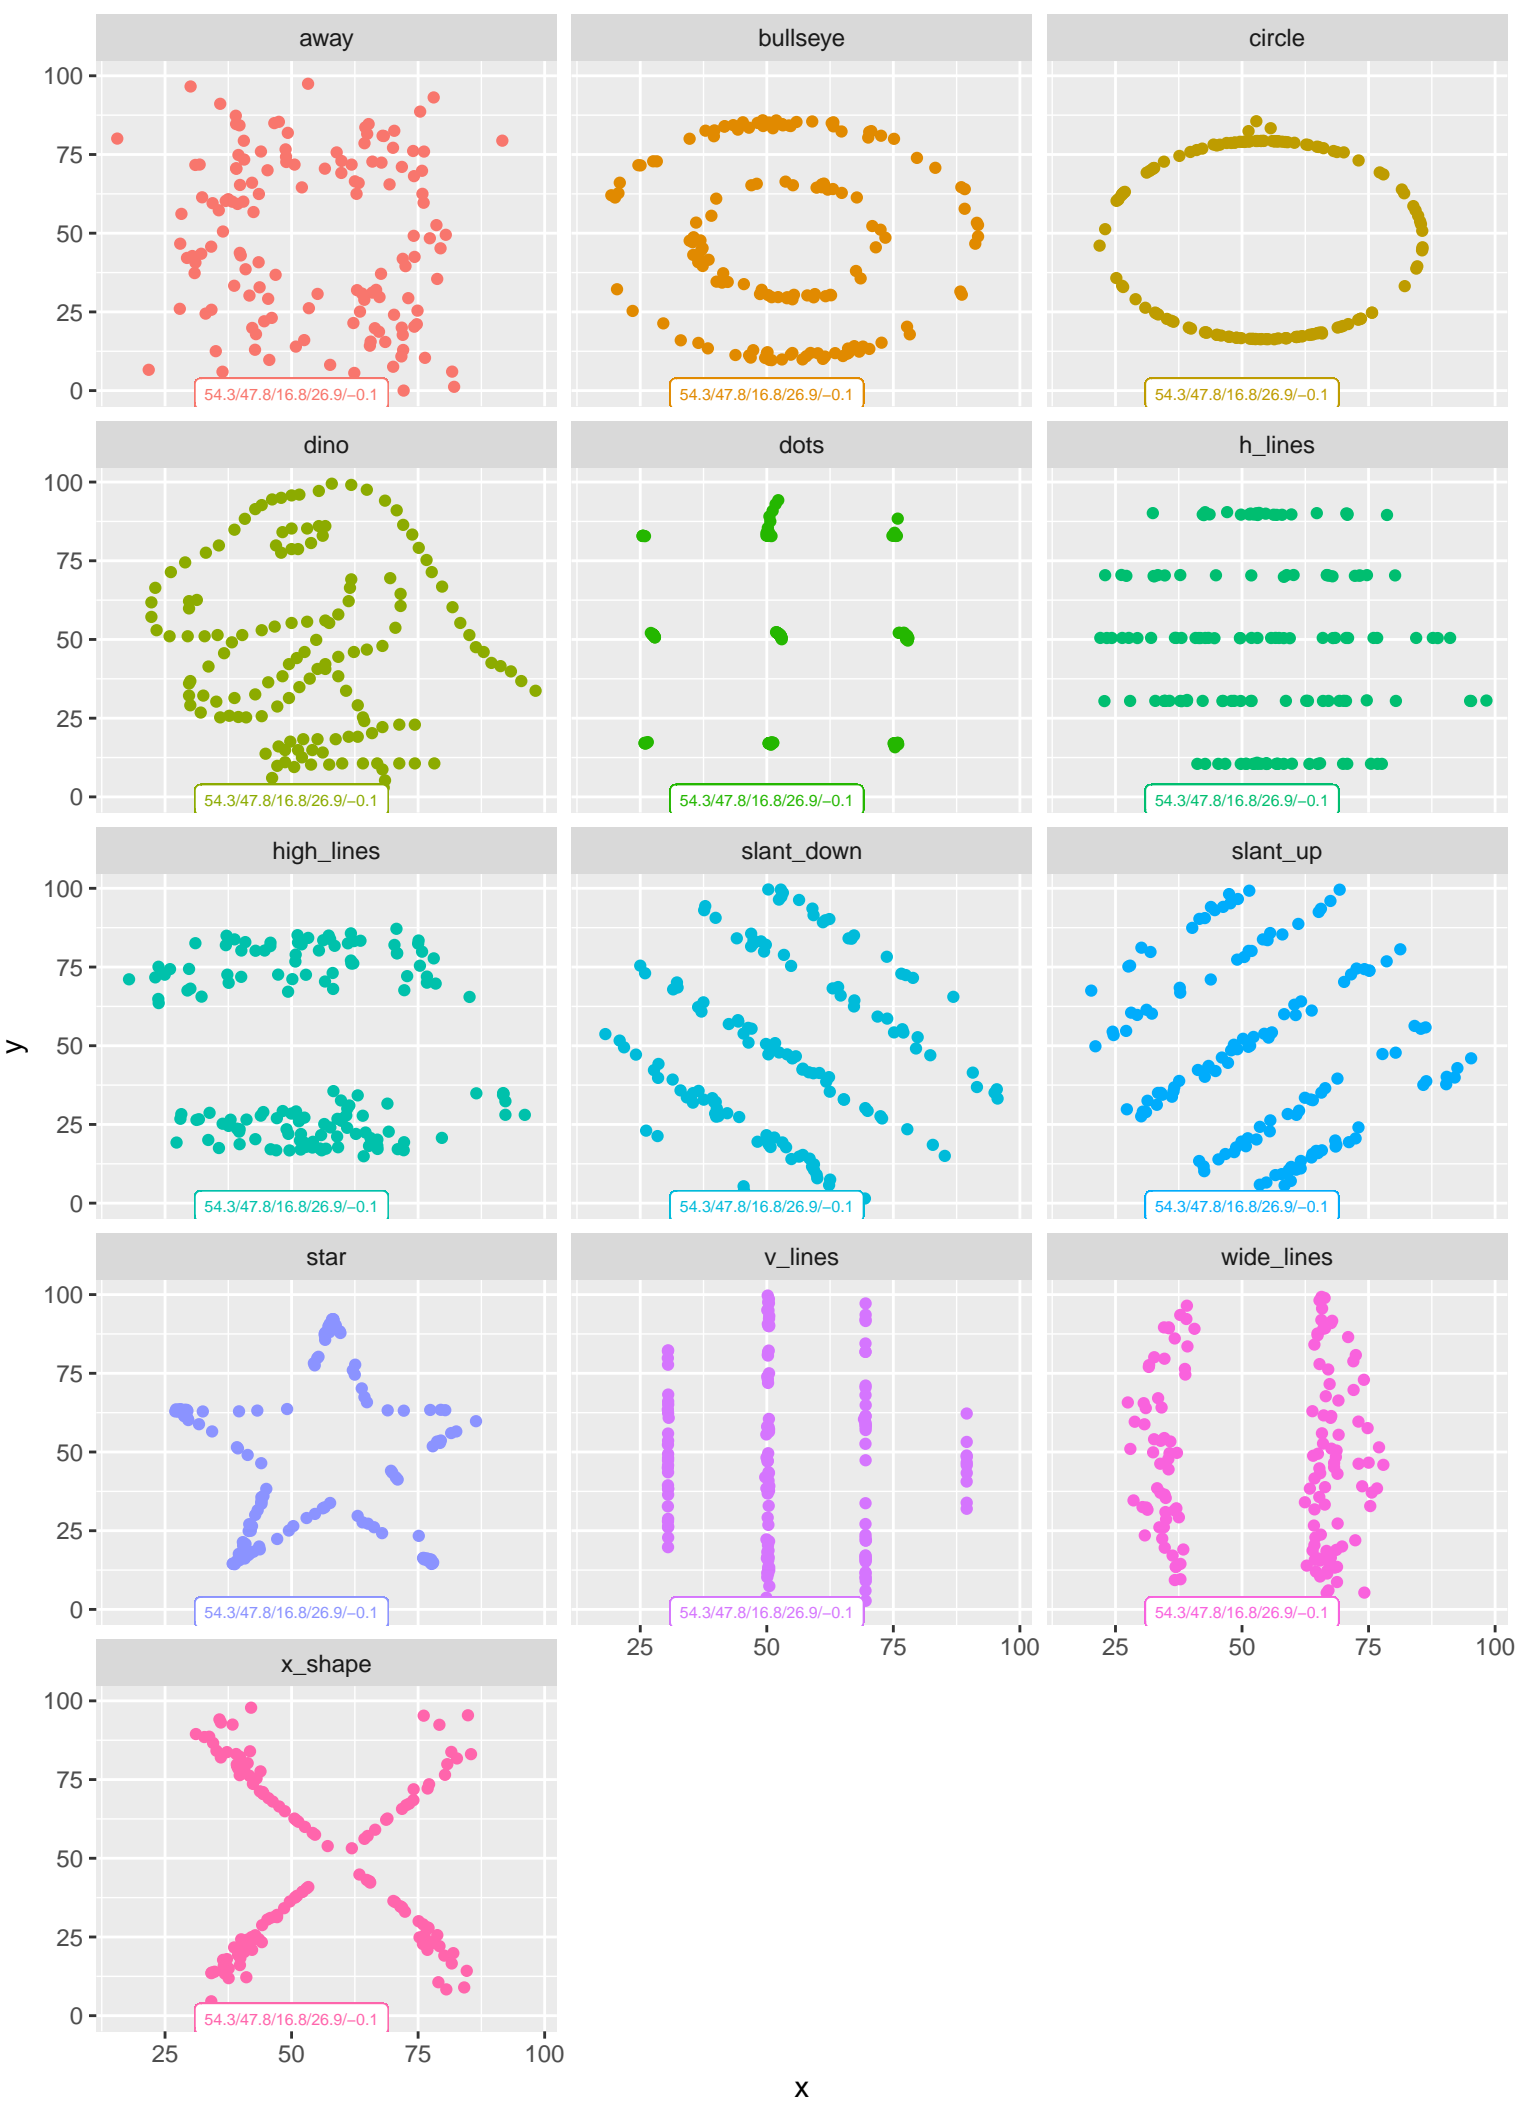 away bullseye circle
100
75
50
25
0
54.3/47.8/16.8/26.9/−0.1 54.3/47.8/16.8/26.9/−0.1 54.3/47.8/16.8/26.9/−0.1
dino dots h_lines
100
75
50
25
0
54.3/47.8/16.8/26.9/−0.1 54.3/47.8/16.8/26.9/−0.1 54.3/47.8/16.8/26.9/−0.1
high_lines slant_down slant_up
100
75
50
25
0
54.3/47.8/16.8/26.9/−0.1 54.3/47.8/16.8/26.9/−0.1 54.3/47.8/16.8/26.9/−0.1
y
star v_lines wide_lines
100
75
50
25
0
54.3/47.8/16.8/26.9/−0.1 54.3/47.8/16.8/26.9/−0.1 54.3/47.8/16.8/26.9/−0.1
25 50 75 100 25 50 75 100
x_shape
100
75
50
25
0
54.3/47.8/16.8/26.9/−0.1
25 50 75 100
x